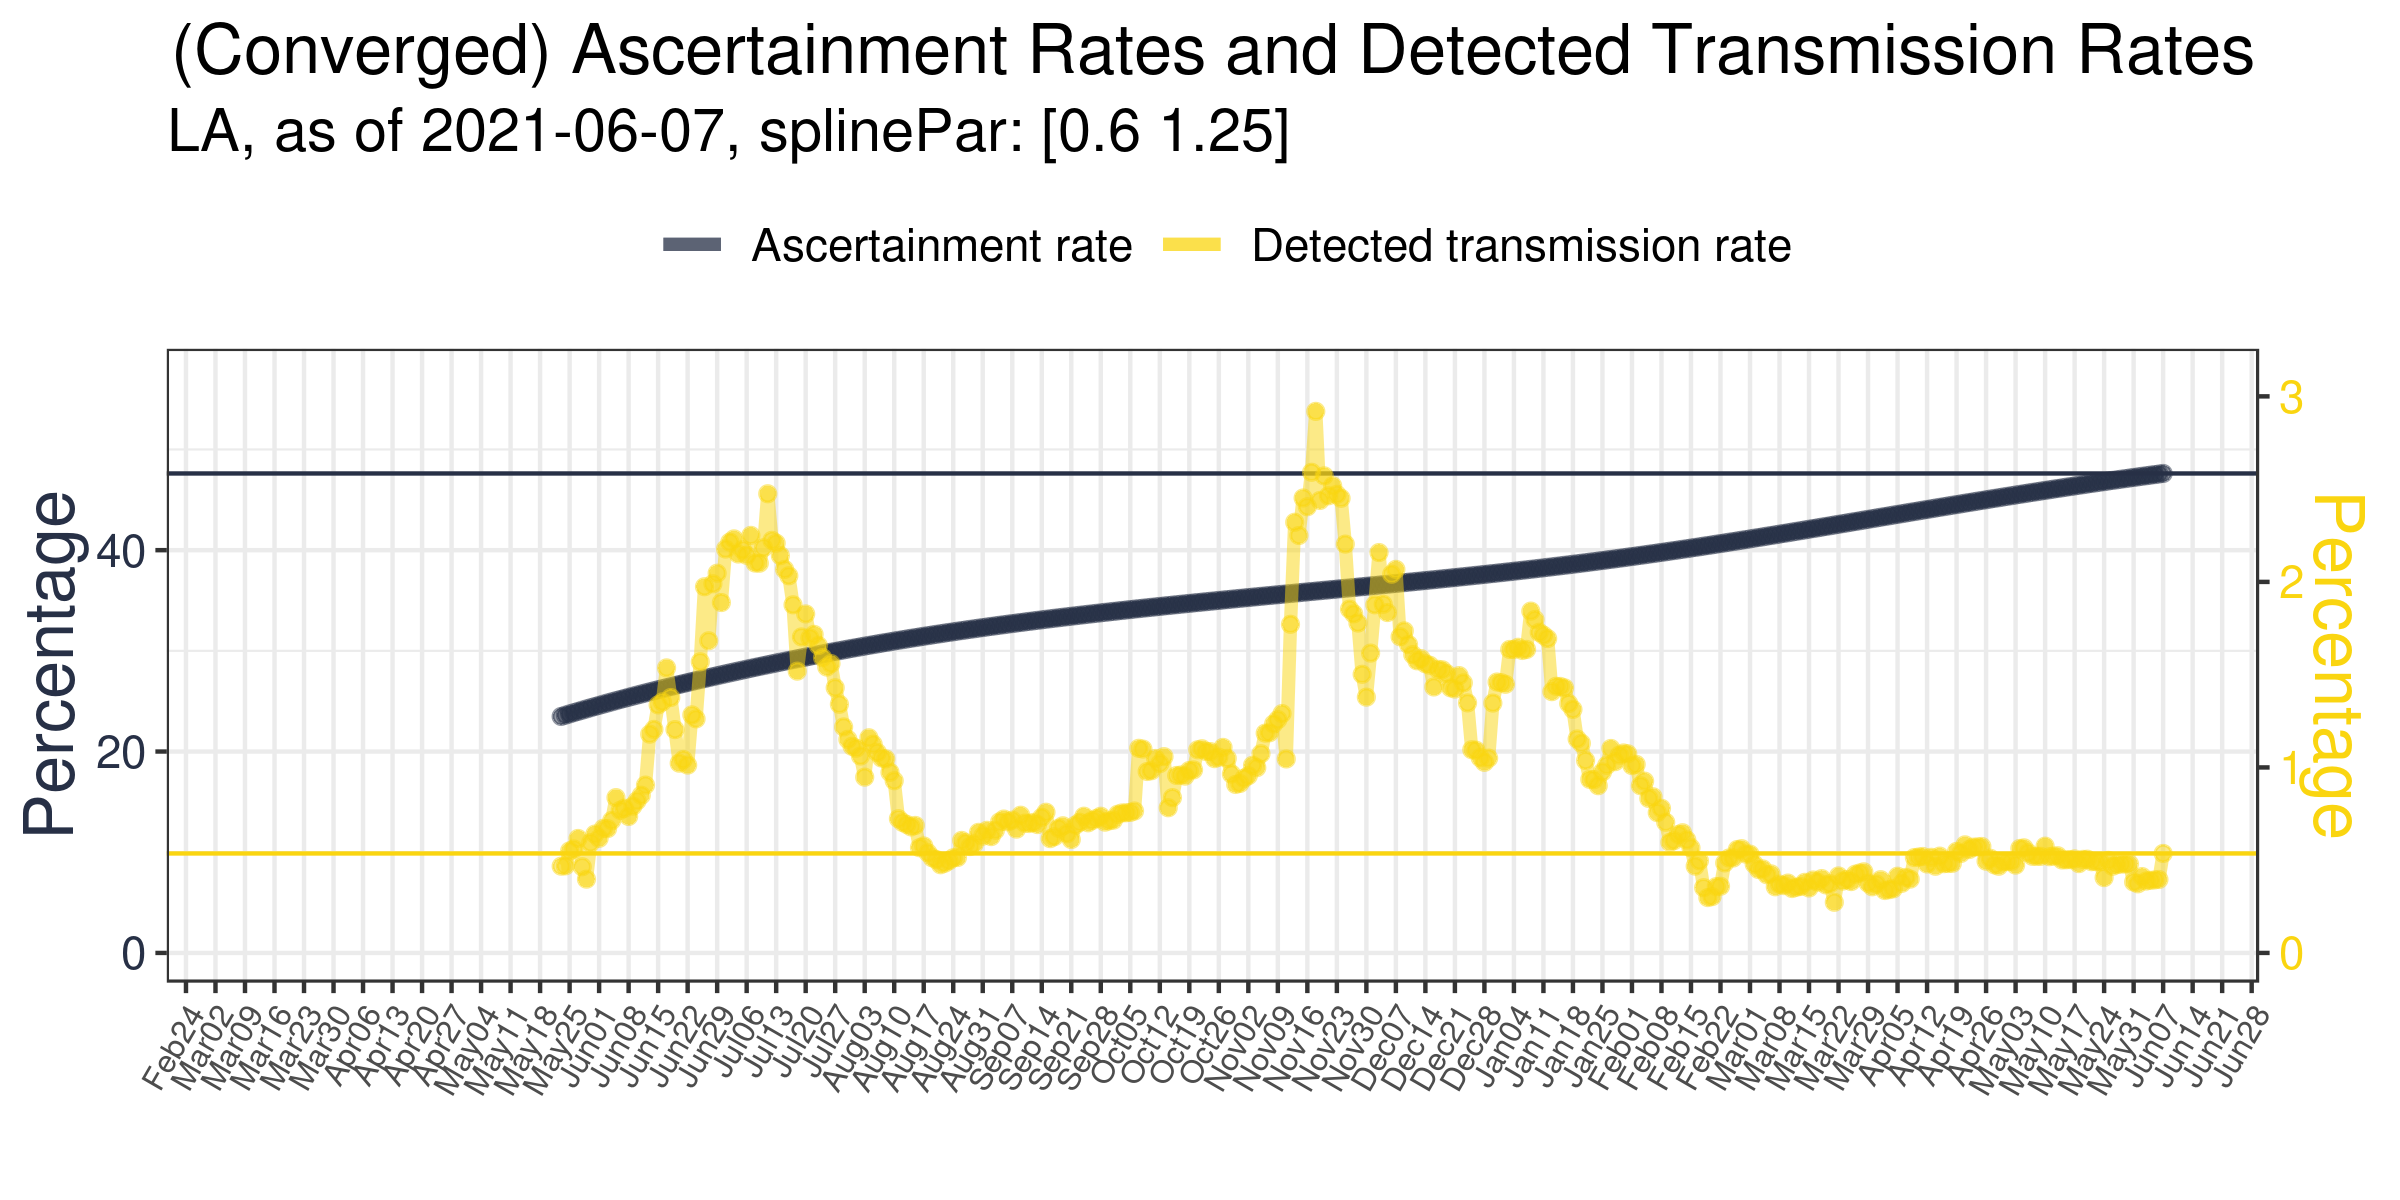 (Converged) Ascertainment Rates and Detected Transmission Rates
LA, as of 2021-06-07, splinePar: [0.6 1.25]
Ascertainment rate
Detected transmission rate
Percentage
40
20
0
3
2
1
0
Percentage
Feb24
Mar02
Mar09
Mar16
Mar23
Mar30
Apr06
Apr13
Apr20
Apr27
May04
May11
May18
May25
Jun01
Jun08
Jun15
Jun22
Jun29
Jul06
Jul13
Jul20
Jul27
Aug03
Aug10
Aug17
Aug24
Aug31
Sep07
Sep14
Sep21
Sep28
Oct05
Oct12
Oct19
Oct26
Nov02
Nov09
Nov16
Nov23
Nov30
Dec07
Dec14
Dec21
Dec28
Jan04
Jan11
Jan18
Jan25
Feb01
Feb08
Feb15
Feb22
Mar01
Mar08
Mar15
Mar22
Mar29
Apr05
Apr12
Apr19
Apr26
May03
May10
May17
May24
May31
Jun07
Jun14
Jun21
Jun28